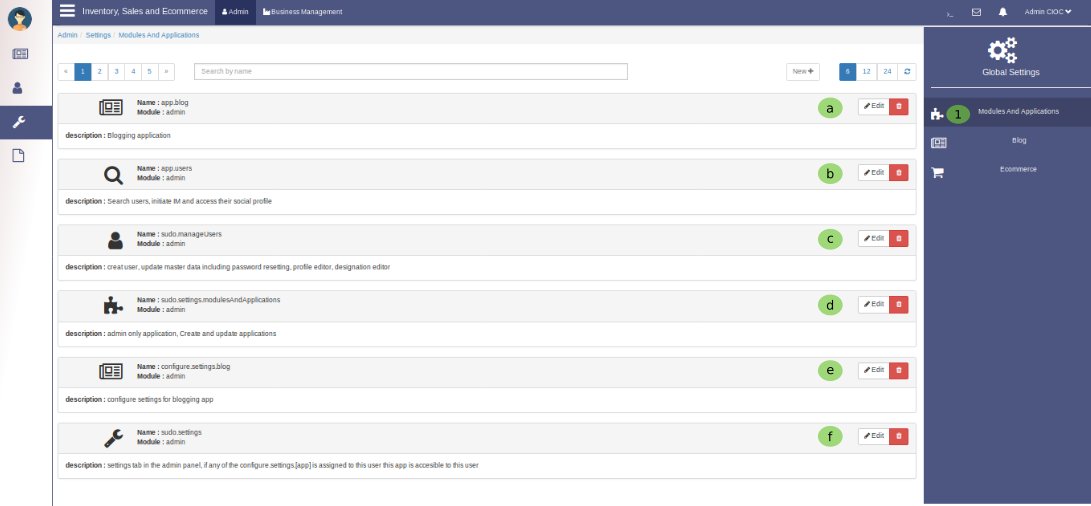 Inventory, Sales and Ecommerce Admin Business Management Admin CIOC
Admin / Settings / Modules And Applications
« 1 2 3 4 5 » Search by name New + 6 12 24
Global Settings
1 Modules And Applications
Blog
Ecommerce
Name : app.blog
Module : admin
a Edit
description : Blogging application
Name : app.users
Module : admin
b Edit
description : Search users, initiate IM and access their social profile
Name : sudo.manageUsers
Module : admin
c Edit
description : creat user, update master data including password resetting, profile editor, designation editor
Name : sudo.settings.modulesAndApplications
Module : admin
d Edit
description : admin only application, Create and update applications
Name : configure.settings.blog
Module : admin
e Edit
description : configure settings for blogging app
Name : sudo.settings
Module : admin
f Edit
description : settings tab in the admin panel, if any of the configure.settings.[app] is assigned to this user this app is accesible to this user